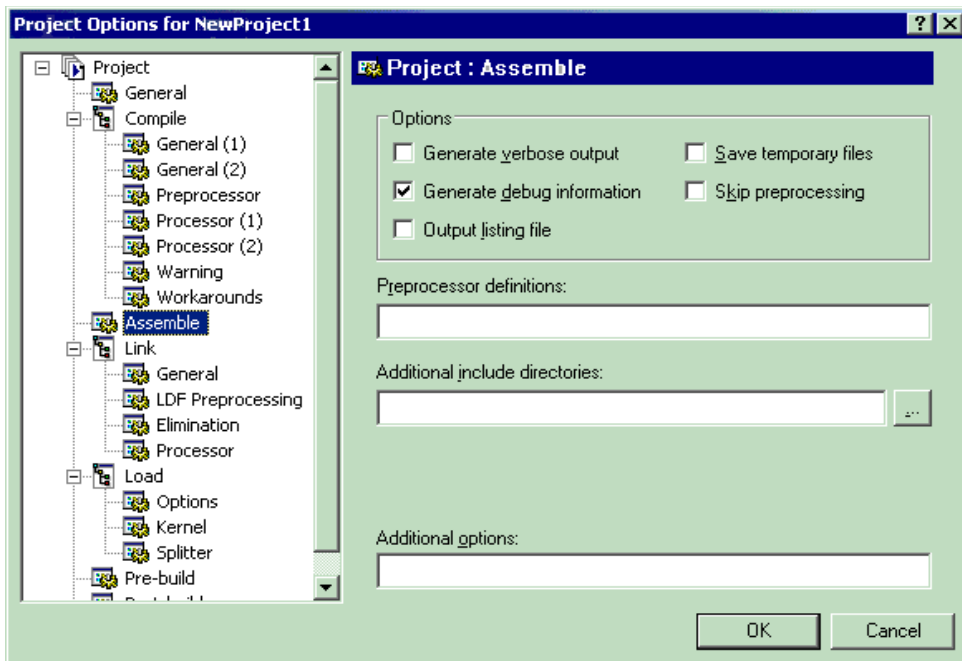 Project Options for NewProject1
Project
General
Compile
General (1)
General (2)
Preprocessor
Processor (1)
Processor (2)
Warning
Workarounds
Assemble
Link
General
LDF Preprocessing
Elimination
Processor
Load
Options
Kernel
Splitter
Pre-build
Project : Assemble
Options
Generate verbose output
Save temporary files
Generate debug information
Skip preprocessing
Output listing file
Preprocessor definitions:
Additional include directories:
...
Additional options:
OK
Cancel